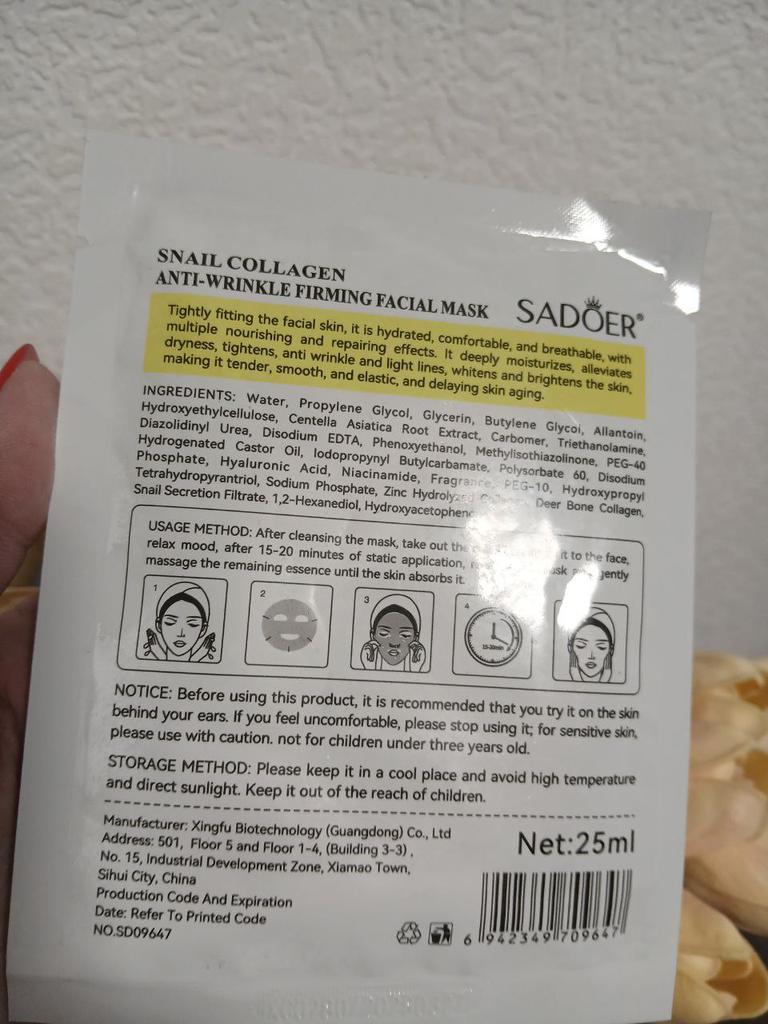 SNAIL COLLAGEN
ANTI-WRINKLE FIRMING FACIAL MASK
SADOER®
Tightly fitting the facial skin, it is hydrated, comfortable, and breathable, with
multiple nourishing and repairing effects. It deeply moisturizes, alleviates
dryness, tightens, anti wrinkle and light lines, whitens and brightens the skin,
making it tender, smooth, and elastic, and delaying skin aging.
INGREDIENTS: Water, Propylene Glycol, Glycerin, Butylene Glycol, Allantoin,
Hydroxyethylcellulose, Centella Asiatica Root Extract, Carbomer, Triethanolamine,
Diazolidinyl Urea, Disodium EDTA, Phenoxyethanol, Methylisothiazolinone, PEG-40
Hydrogenated Castor Oil, Iodopropynyl Butylcarbamate, Polysorbate 60, Disodium
Phosphate, Hyaluronic Acid, Niacinamide, Fragrance, PEG-10, Hydroxypropyl
Tetrahydropyrantriol, Sodium Phosphate, Zinc Hydrolyzed Collagen, Deer Bone Collagen,
Snail Secretion Filtrate, 1,2-Hexanediol,
USAGE METHOD: After cleansing the mask, take out the it to the face,
relax mood, after 15-20 minutes of static application, gently
massage the remaining essence until the skin absorbs it.
1
2
3
4
15-20min
NOTICE: Before using this product, it is recommended that you try it on the skin
behind your ears. If you feel uncomfortable, please stop using it; for sensitive skin,
please use with caution. not for children under three years old.
STORAGE METHOD: Please keep it in a cool place and avoid high temperature
and direct sunlight. Keep it out of the reach of children.
Manufacturer: Xingfu Biotechnology (Guangdong) Co., Ltd
Address: 501, Floor 5 and Floor 1-4, (Building 3-3) ,
No. 15, Industrial Development Zone, Xiamao Town,
Sihui City, China
Production Code And Expiration
Date: Refer To Printed Code
NO.SD09647
Net:25ml
6 942349 709647